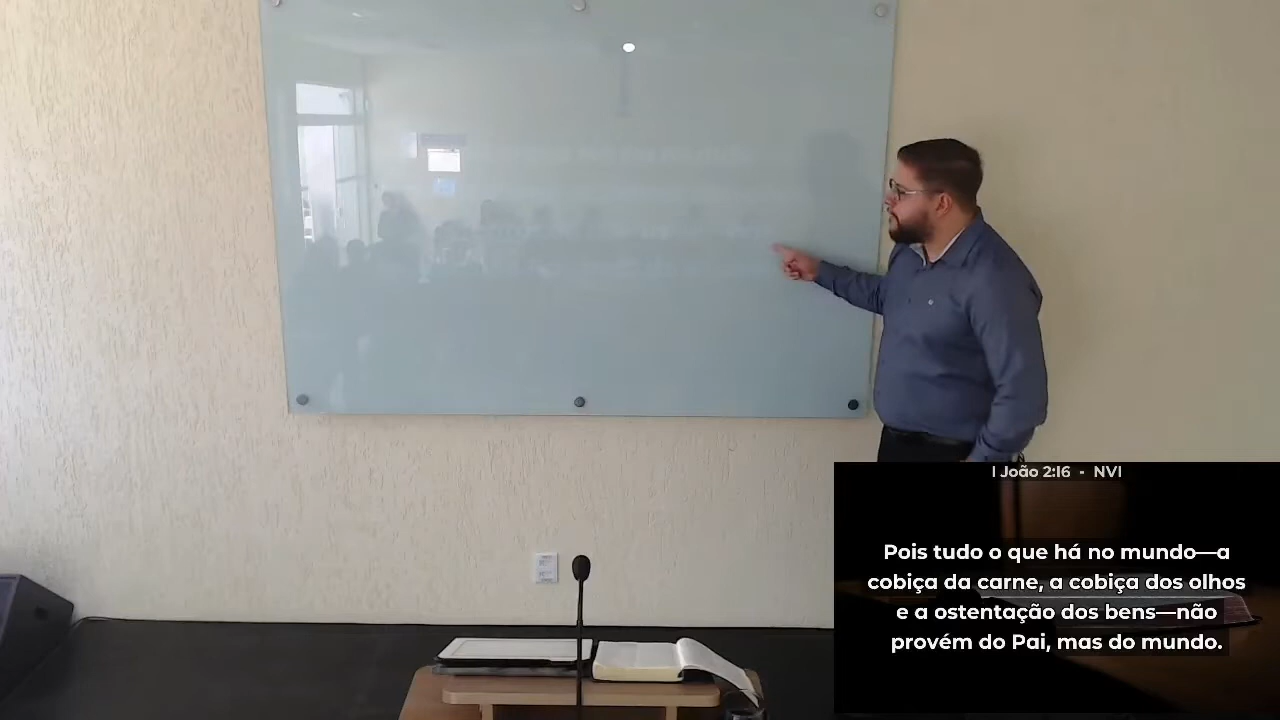 I João 2:16 - NVI
Pois tudo o que há no mundo—a
cobiça da carne, a cobiça dos olhos
e a ostentação dos bens—não
provém do Pai, mas do mundo.